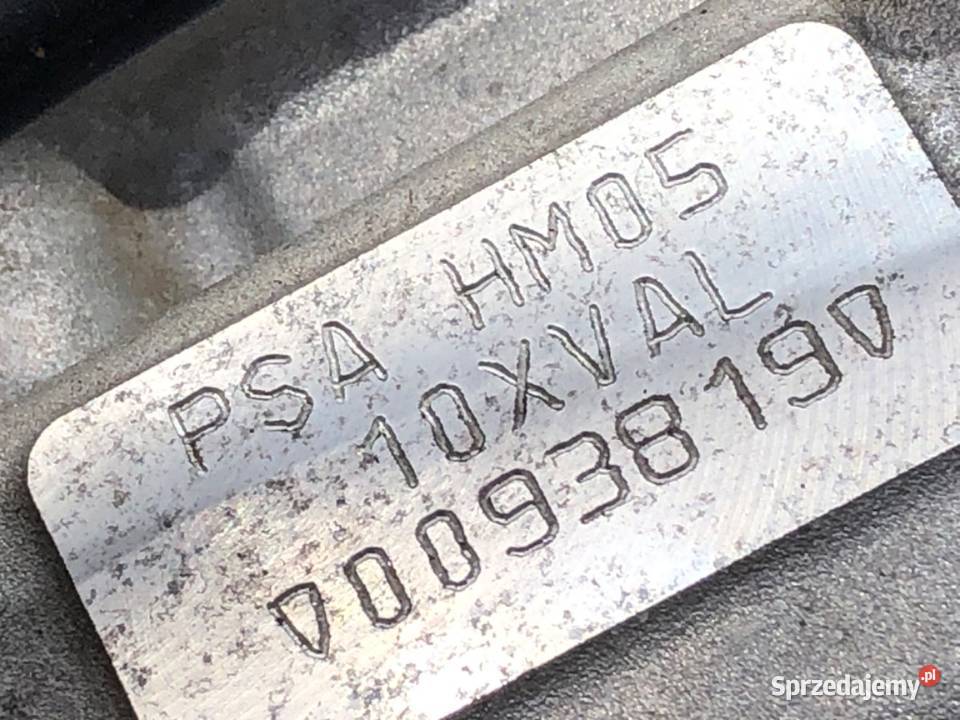 PSA HM05
10XVAL
▽0093819▽
Sprzedajemy.pl